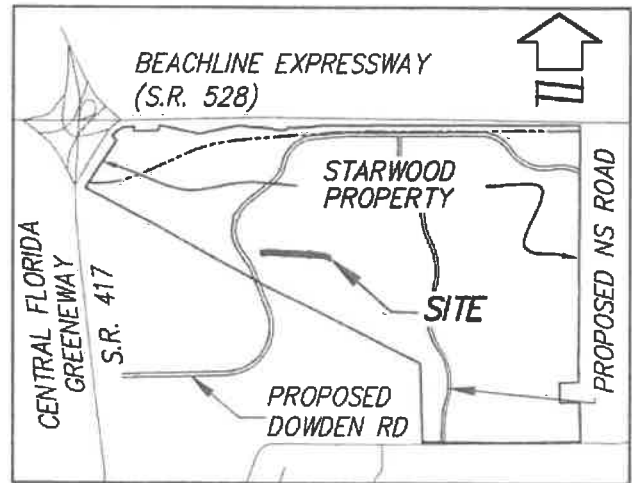 BEACHLINE EXPRESSWAY
(S.R. 528)
STARWOOD
PROPERTY
SITE
PROPOSED NS ROAD
CENTRAL FLORIDA
GREENEWAY
S.R. 417
PROPOSED
DOWDEN RD